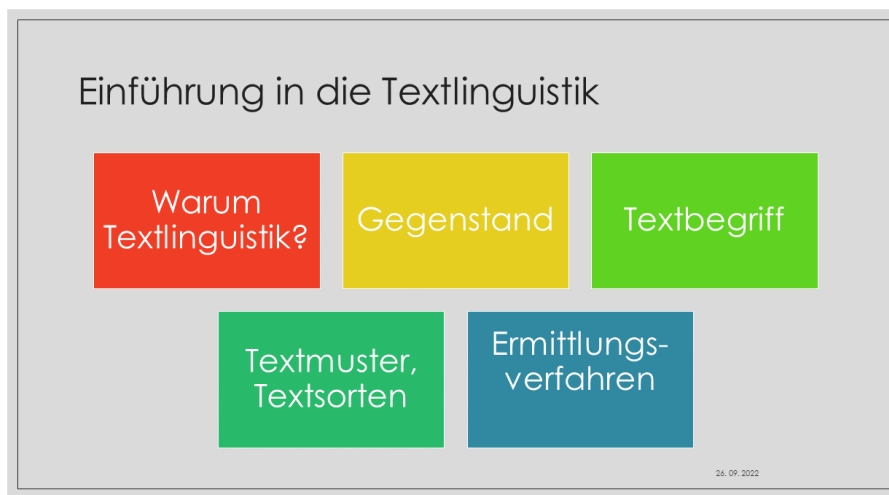 Einführung in die Textlinguistik
Warum
Textlinguistik?
Gegenstand
Textbegriff
Textmuster,
Textsorten
Ermittlungs-
verfahren
26. 09. 2022